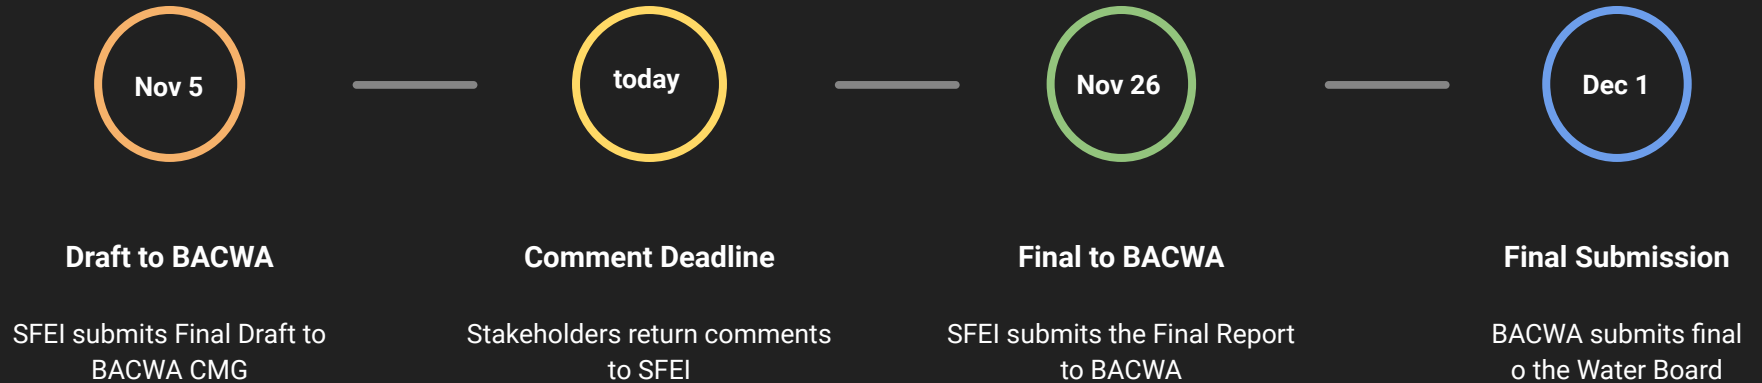 Nov 5
today
Nov 26
Dec 1
Draft to BACWA
Comment Deadline
Final to BACWA
Final Submission
SFEI submits Final Draft to
BACWA CMG
Stakeholders return comments
to SFEI
SFEI submits the Final Report
to BACWA
BACWA submits final
o the Water Board